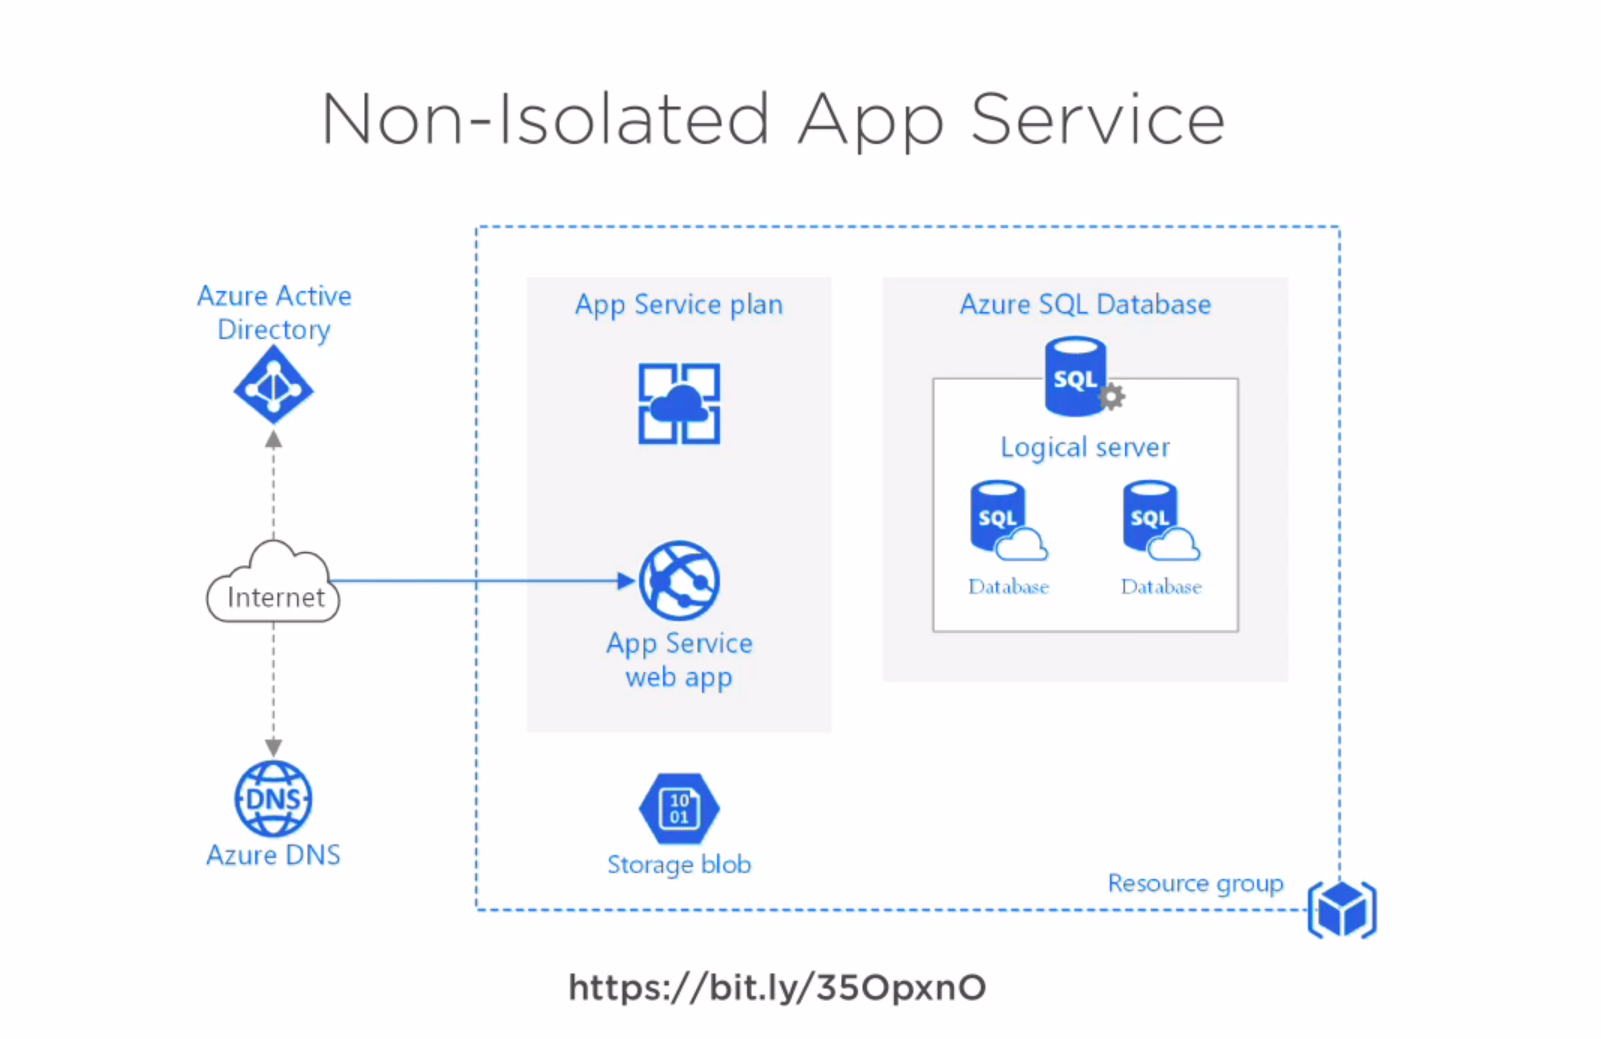 Non-Isolated App Service
Azure Active
Directory
Internet
DNS
Azure DNS
App Service plan
App Service
web app
10
01
Storage blob
Azure SQL Database
SQL
Logical server
SQL
SQL
Database
Database
Resource group
https://bit.ly/35OpxnO